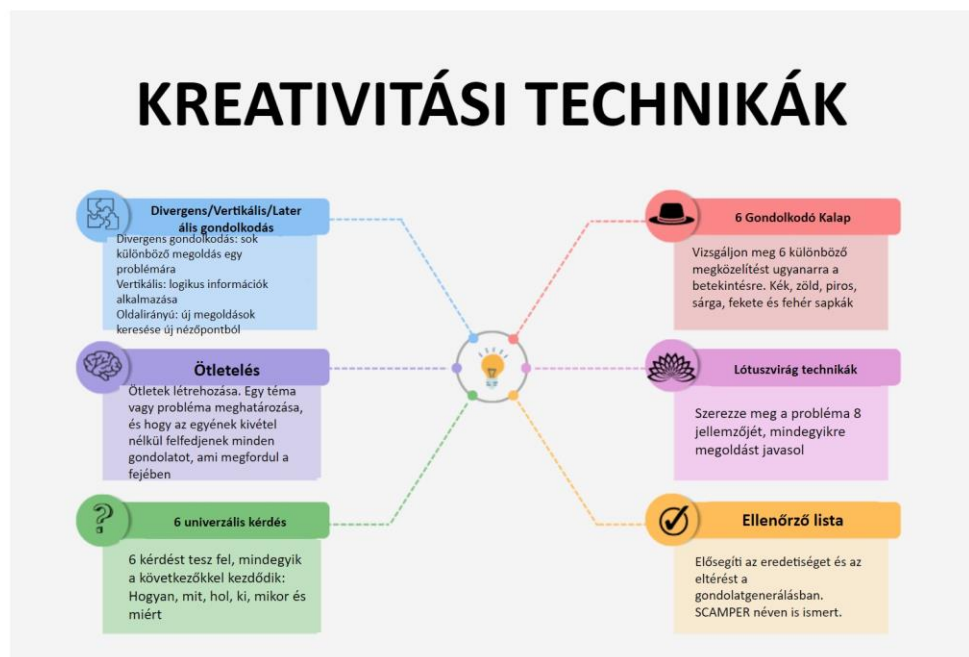 KREATIVITÁSI TECHNIKÁK
Divergens/Vertikális/Later
ális gondolkodás
Divergens gondolkodás: sok
különböző megoldás egy
problémára
Vertikális: logikus információk
alkalmazása
Oldalirányú: új megoldások
keresése új nézőpontból
Ötletelés
Ötletek létrehozása. Egy téma
vagy probléma meghatározása,
és hogy az egyének kivétel
nélkül felfedjenek minden
gondolatot, ami megfordul a
fejében
6 univerzális kérdés
6 kérdést tesz fel, mindegyik
a következőkkel kezdődik:
Hogyan, mit, hol, ki, mikor és
miért
6 Gondolkodó Kalap
Vizsgáljon meg 6 különböző
megközelítést ugyanarra a
betekintésre. Kék, zöld, piros,
sárga, fekete és fehér sapkák
Lótuszvirág technikák
Szerezze meg a probléma 8
jellemzőjét, mindegyikre
megoldást javasol
Ellenőrző lista
Elősegíti az eredetiséget és az
eltérést a
gondolatgenerálásban.
SCAMPER néven is ismert.